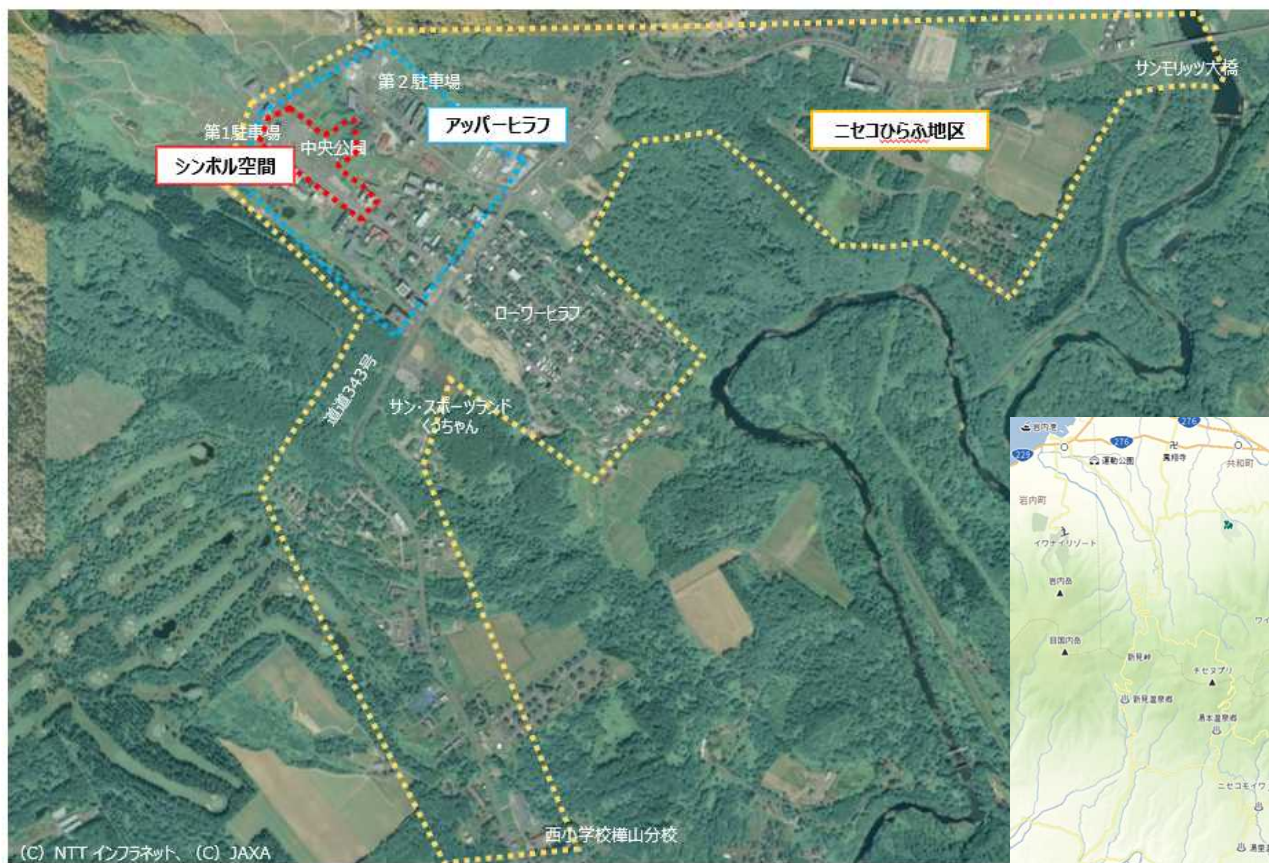 サンモリッツ大橋
第2駐車場
アッパーヒラフ
ニセコひらふ地区
第1駐車場
中央公園
シンボル空間
ローワーヒラフ
道道343号
サン・スポーツランド
くっちゃん
西小学校樺山分校
(C) NTT インフラネット、 (C) JAXA
岩内港
276
276
229
運動公園
共和町
岩内町
イワナイリゾート
岩内岳
目国内岳
新見峠
チセヌプリ
新見温泉郷
湯本温泉郷
ニセコモイワ